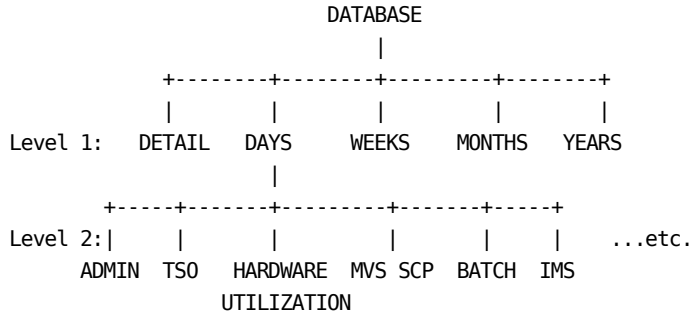 DATABASE
|
+--------+--------+---------+--------+
| | | | |
Level 1: DETAIL DAYS WEEKS MONTHS YEARS
|
+-----+-------+---------+-------+-----+
Level 2:| | | | | | ...etc.
ADMIN TSO HARDWARE MVS SCP BATCH IMS
UTILIZATION